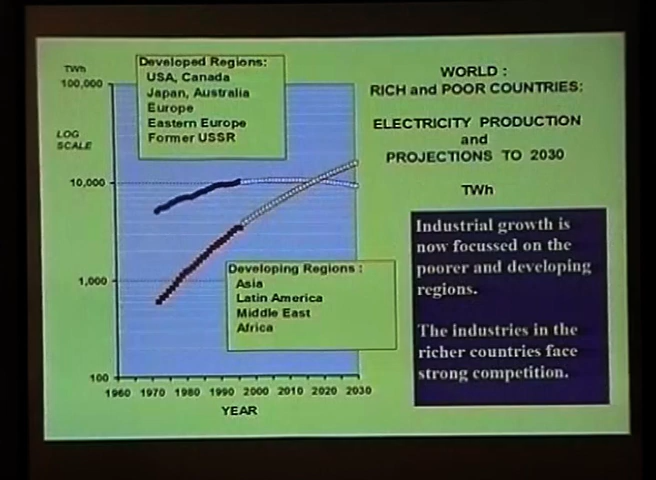 TWh
100,000
LOG
SCALE
10,000
1,000
100
1960 1970 1980 1990 2000 2010 2020 2030
YEAR
Developed Regions:
USA, Canada
Japan, Australia
Europe
Eastern Europe
Former USSR
Developing Regions :
Asia
Latin America
Middle East
Africa
WORLD :
RICH and POOR COUNTRIES:
ELECTRICITY PRODUCTION
and
PROJECTIONS TO 2030
TWh
Industrial growth is
now focussed on the
poorer and developing
regions.
The industries in the
richer countries face
strong competition.